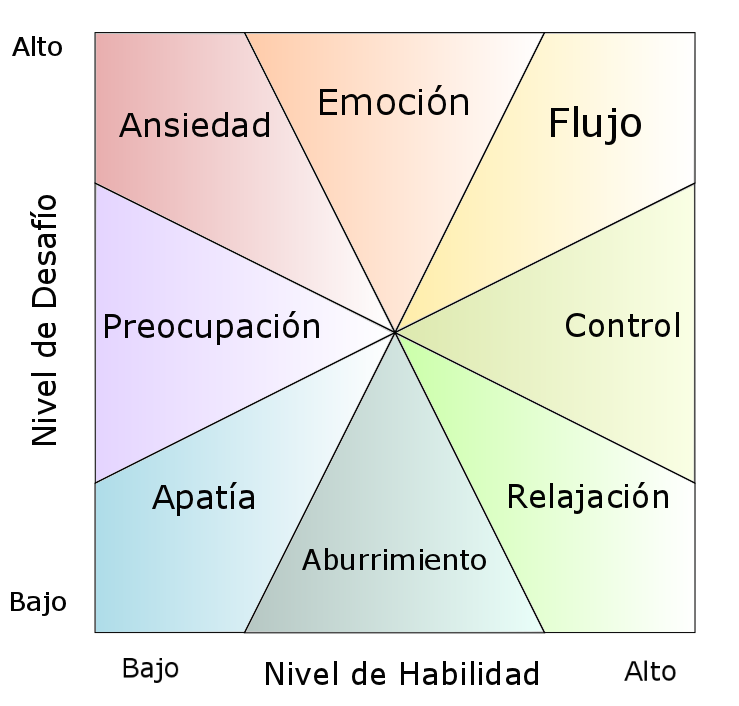 Alto
Ansiedad
Emoción
Flujo
Nivel de Desafío
Preocupación
Control
Apatía
Relajación
Aburrimiento
Bajo
Bajo
Nivel de Habilidad
Alto